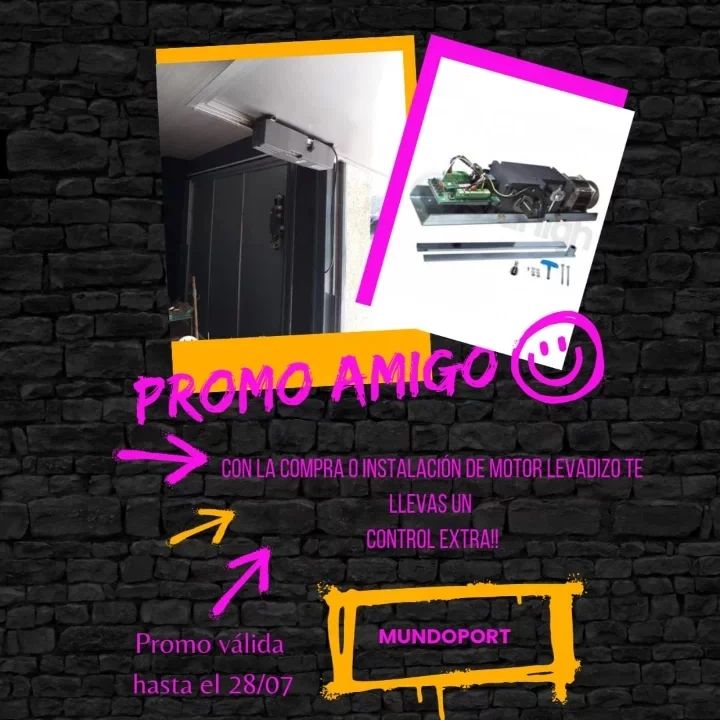 PROMO AMIGO
CON LA COMPRA O INSTALACIÓN DE MOTOR LEVADIZO TE
LLEVAS UN
CONTROL EXTRA!!
Promo válida
hasta el 28/07
MUNDOPORT